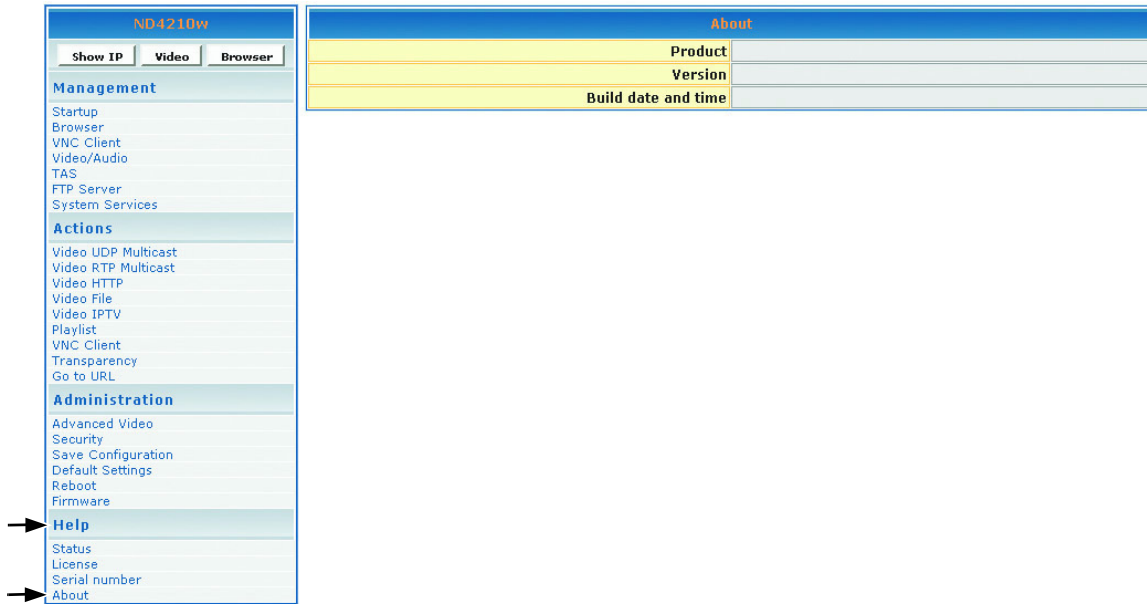 ND4210w
Show IP Video Browser
Management
Startup
Browser
VNC Client
Video/Audio
TAS
FTP Server
System Services
Actions
Video UDP Multicast
Video RTP Multicast
Video HTTP
Video File
Video IPTV
Playlist
VNC Client
Transparency
Go to URL
Administration
Advanced Video
Security
Save Configuration
Default Settings
Reboot
Firmware
Help
Status
License
Serial number
About
About
Product
Version
Build date and time